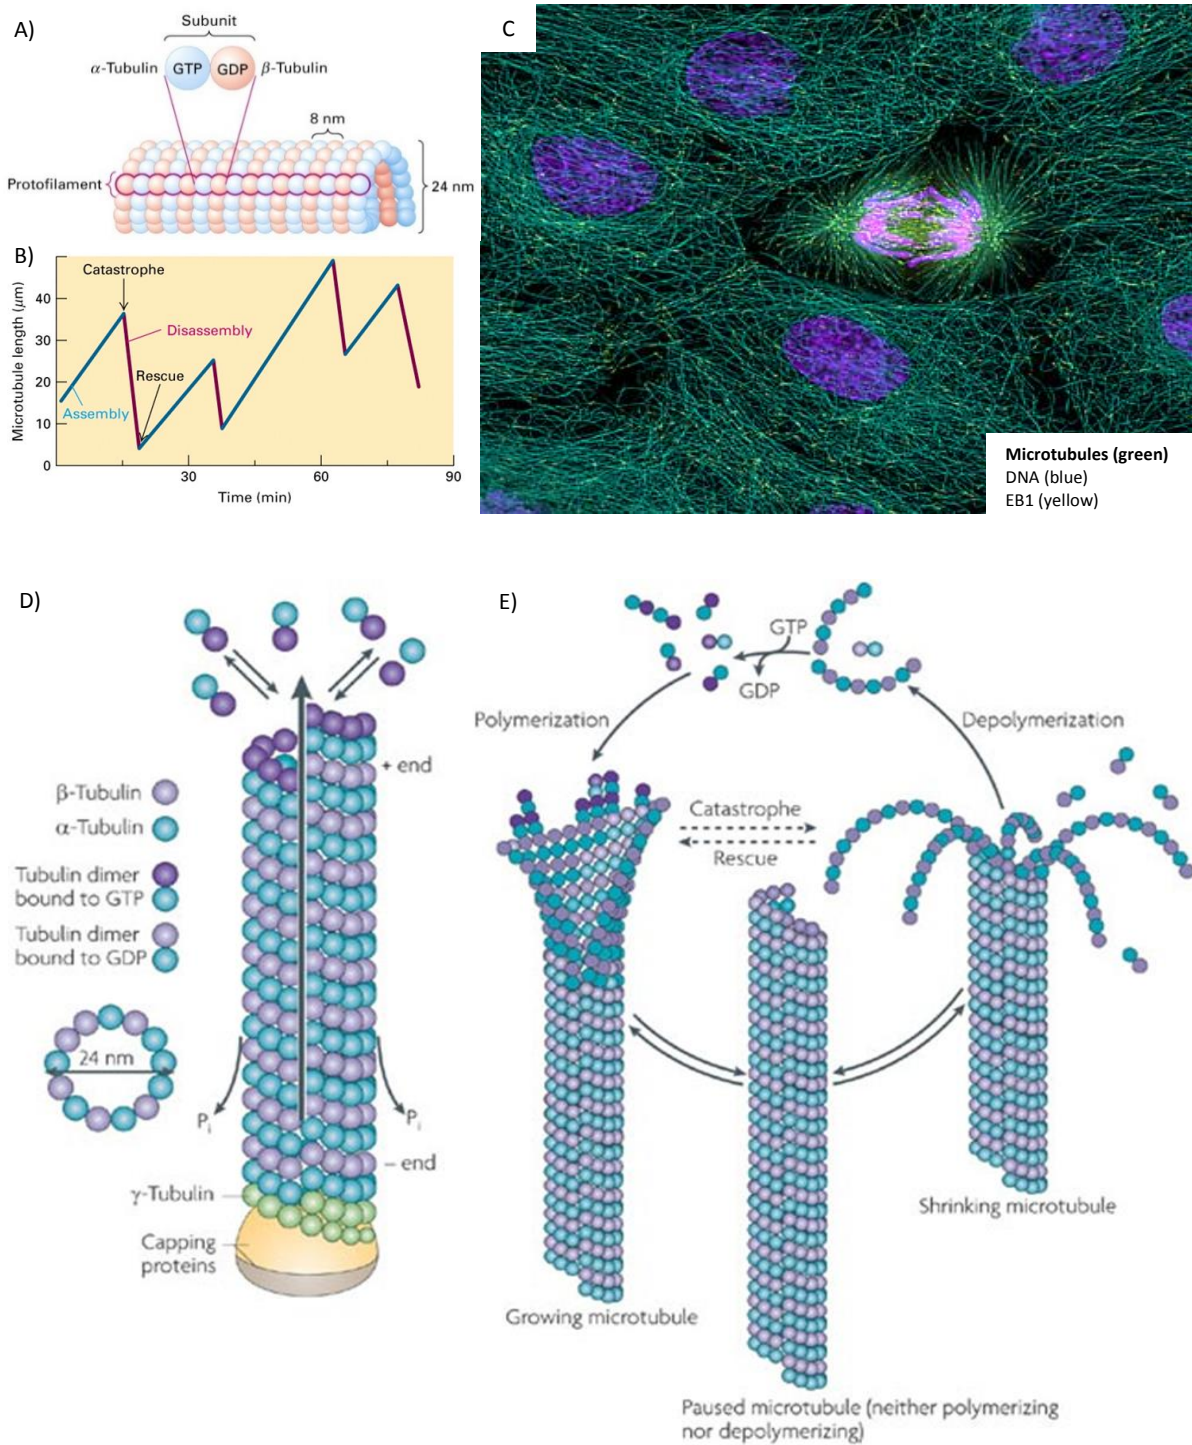 A)
Subunit
α-Tubulin
GTP
GDP
β-Tubulin
8 nm
Protofilament
24 nm
B)
Microtubule length (μm)
40
30
20
10
0
Catastrophe
Disassembly
Rescue
Assembly
30
60
90
Time (min)
C
Microtubules (green)
DNA (blue)
EB1 (yellow)
D)
+ end
β-Tubulin
α-Tubulin
Tubulin dimer
bound to GTP
Tubulin dimer
bound to GDP
24 nm
Pi
Pi
– end
γ-Tubulin
Capping
proteins
E)
GTP
GDP
Polymerization
Depolymerization
Catastrophe
Rescue
Growing microtubule
Shrinking microtubule
Paused microtubule (neither polymerizing
nor depolymerizing)